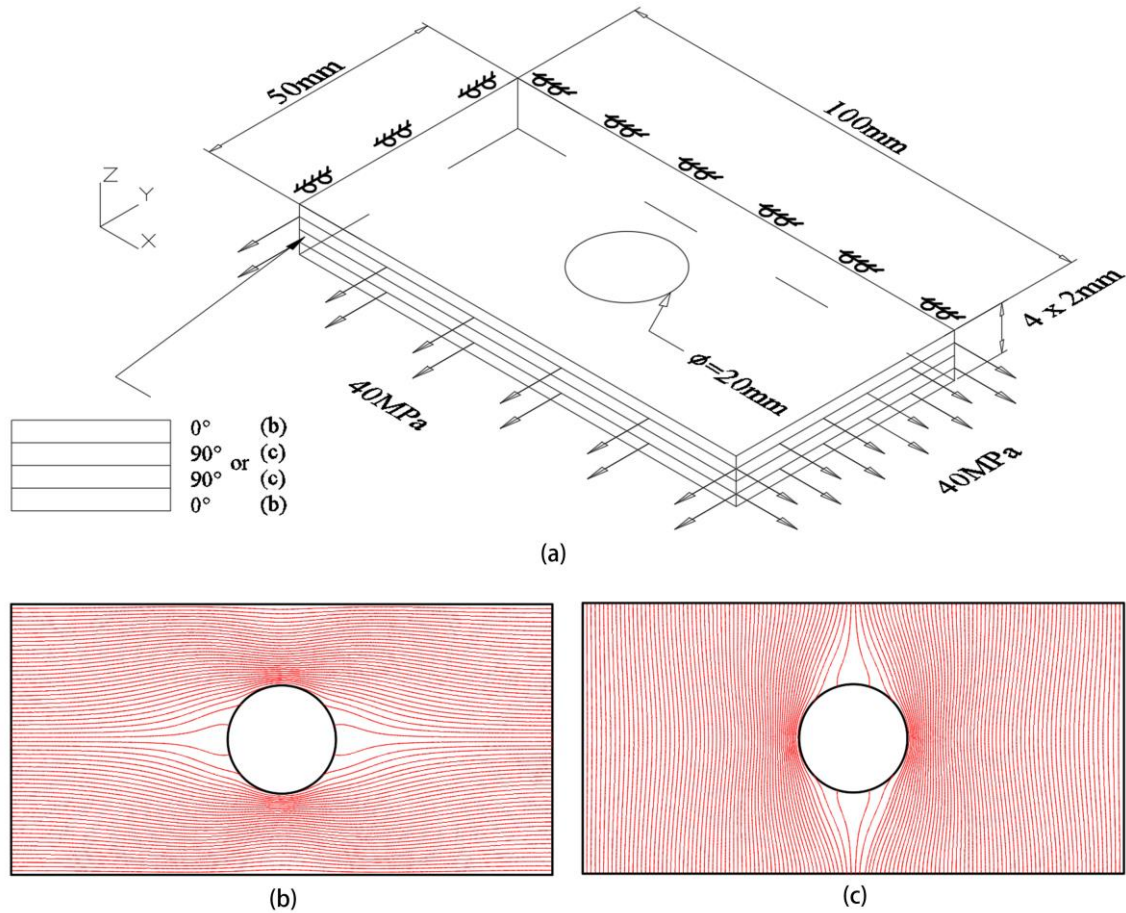 50mm
100mm
Z
Y
X
4 x 2mm
ø=20mm
40MPa
40MPa
0° (b)
90° or (c)
90° (c)
0° (b)
(a)
(b)
(c)